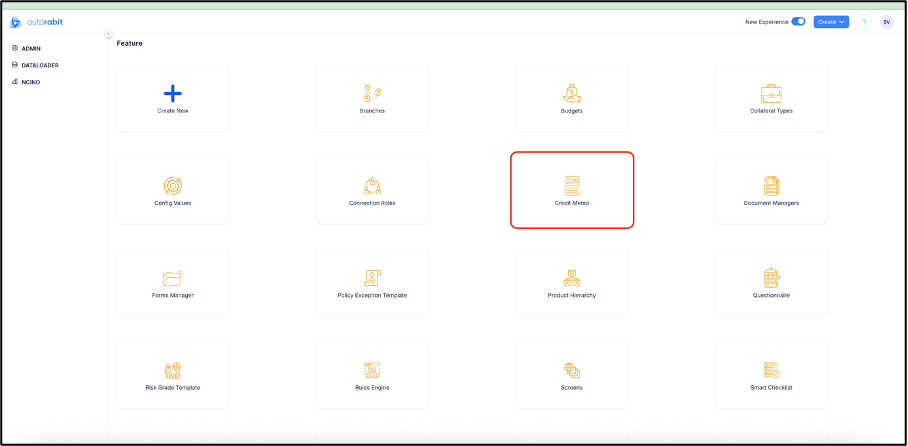 autorabit
New Experience
Create
?
SV
ADMIN
DATALOADER
NCINO
Feature
Create New
Branches
Budgets
Collateral Types
Config Values
Connection Roles
Credit Memo
Document Managers
Forms Manager
Policy Exception Template
Product Hierarchy
Questionnaire
Risk Grade Template
Rules Engine
Screens
Smart Checklist